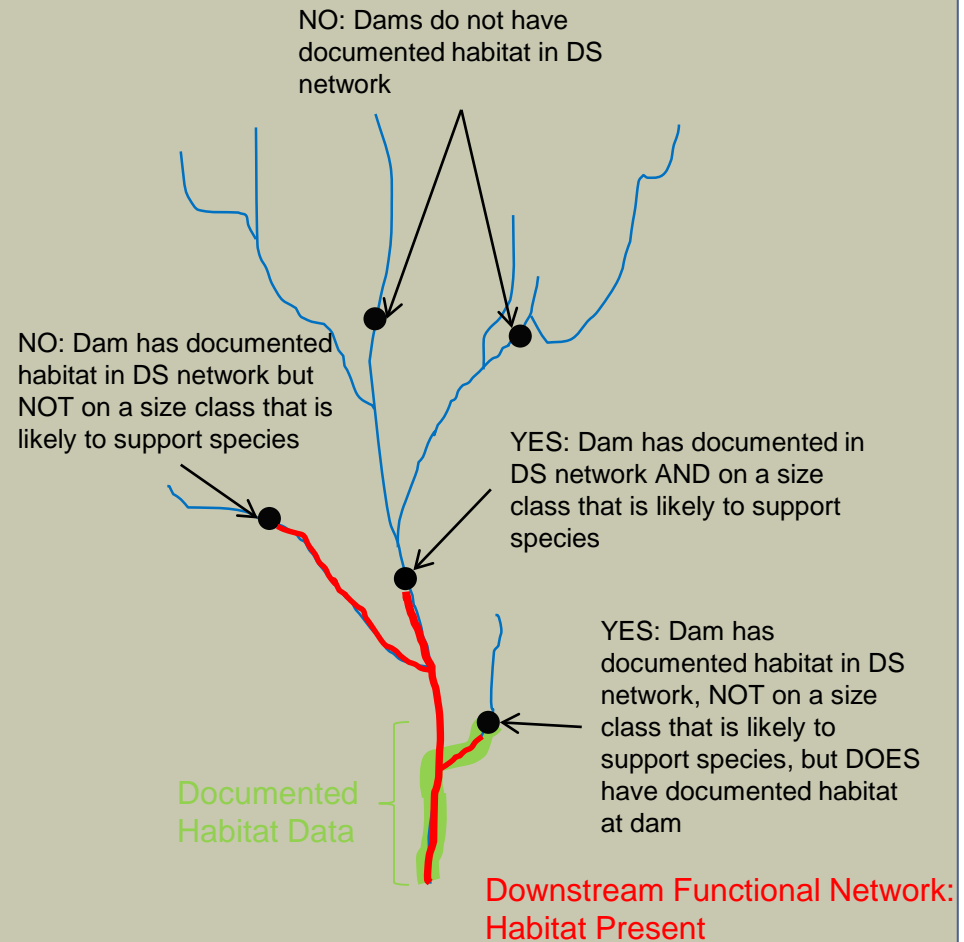 NO: Dams do not have
documented habitat in DS
network
NO: Dam has documented
habitat in DS network but
NOT on a size class that is
likely to support species
YES: Dam has documented in
DS network AND on a size
class that is likely to support
species
YES: Dam has
documented habitat in DS
network, NOT on a size
class that is likely to
support species, but DOES
have documented habitat
at dam
Documented
Habitat Data
Downstream Functional Network:
Habitat Present